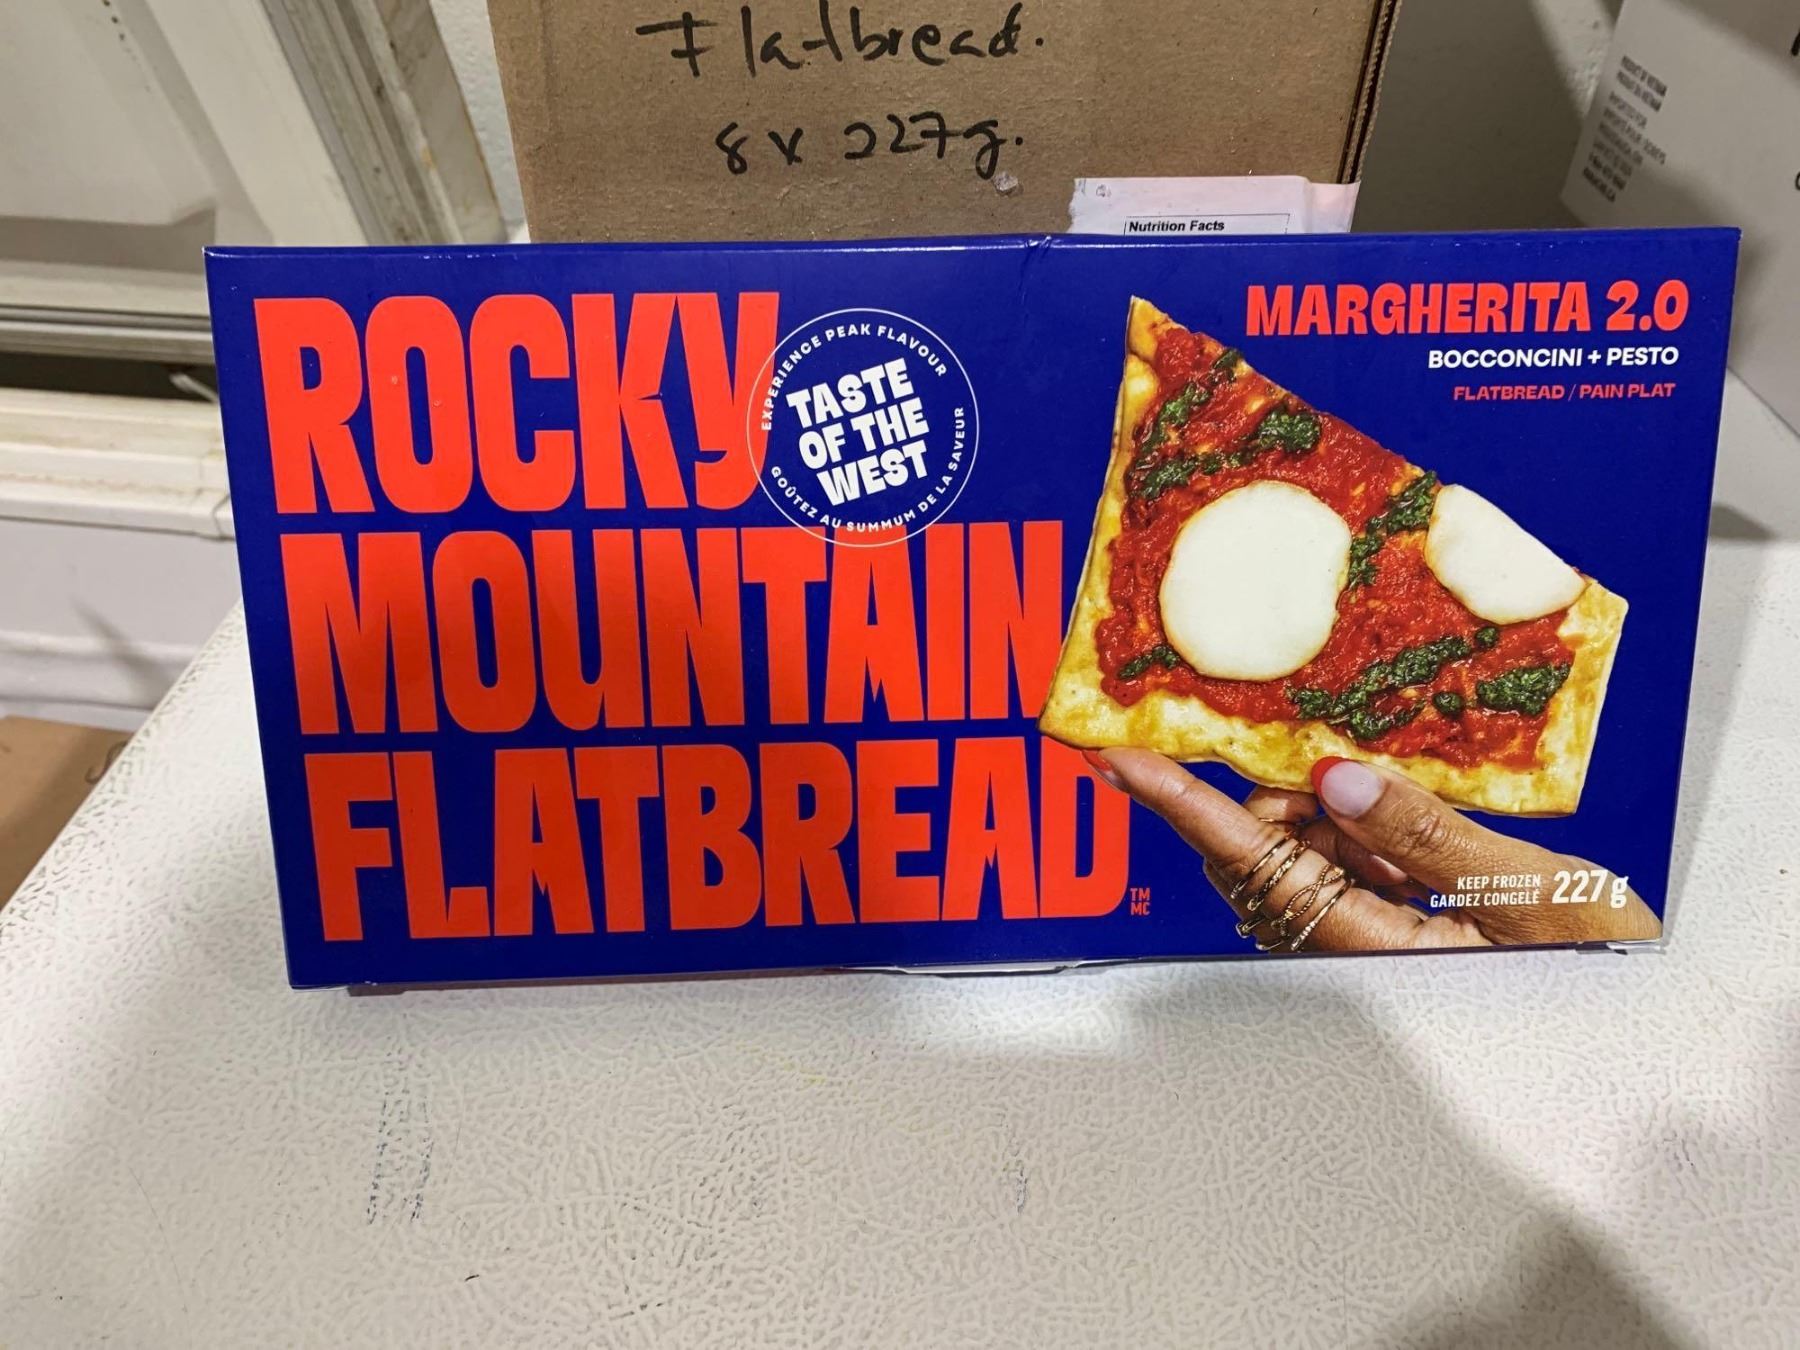 Flatbread.
8 x 227g.
Nutrition Facts
ROCKY
MOUNTAIN
FLATBREAD
TM
MC
EXPERIENCE PEAK FLAVOUR
TASTE
OF THE
WEST
GOÛTEZ AU SUMMUM DE LA SAVEUR
MARGHERITA 2.0
BOCCONCINI + PESTO
FLATBREAD / PAIN PLAT
KEEP FROZEN
GARDEZ CONGELÉ
227 g